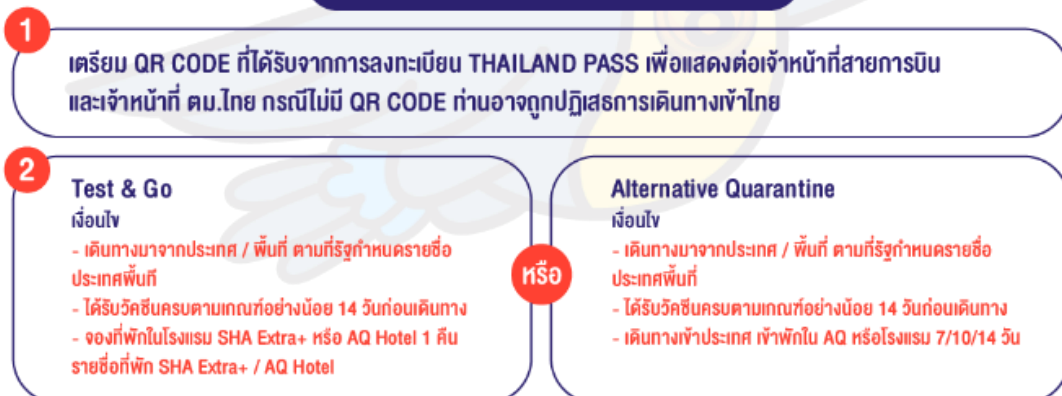 1
เตรียม QR CODE ที่ได้รับจากการลงทะเบียน THAILAND PASS เพื่อแสดงต่อเจ้าหน้าที่สายการบิน
และเจ้าหน้าที่ ตม.ไทย กรณีไม่มี QR CODE ท่านอาจถูกปฏิเสธการเดินทางเข้าไทย
2
Test & Go
เงื่อนไข
- เดินทางมาจากประเทศ / พื้นที่ ตามที่รัฐกำหนดรายชื่อ
ประเทศพื้นที่
- ได้รับวัคซีนครบตามเกณฑ์อย่างน้อย 14 วันก่อนเดินทาง
- จองที่พักในโรงแรม SHA Extra+ หรือ AQ Hotel 1 คืน
รายชื่อที่พัก SHA Extra+ / AQ Hotel
หรือ
Alternative Quarantine
เงื่อนไข
- เดินทางมาจากประเทศ / พื้นที่ ตามที่รัฐกำหนดรายชื่อ
ประเทศพื้นที่
- ได้รับวัคซีนครบตามเกณฑ์อย่างน้อย 14 วันก่อนเดินทาง
- เดินทางเข้าประเทศ เข้าพักใน AQ หรือโรงแรม 7/10/14 วัน